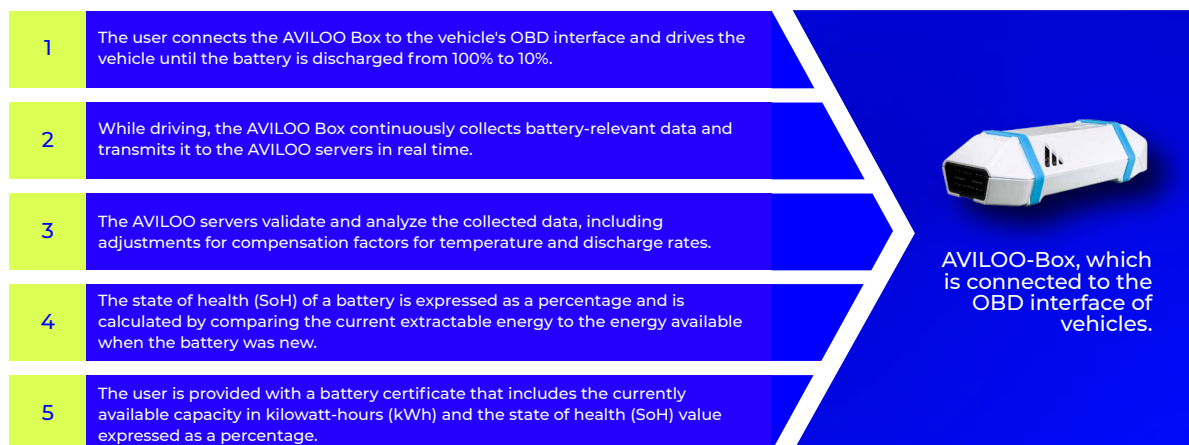 1
The user connects the AVILOO Box to the vehicle's OBD interface and drives the
vehicle until the battery is discharged from 100% to 10%.
2
While driving, the AVILOO Box continuously collects battery-relevant data and
transmits it to the AVILOO servers in real time.
3
The AVILOO servers validate and analyze the collected data, including
adjustments for compensation factors for temperature and discharge rates.
4
The state of health (SoH) of a battery is expressed as a percentage and is
calculated by comparing the current extractable energy to the energy available
when the battery was new.
5
The user is provided with a battery certificate that includes the currently
available capacity in kilowatt-hours (kWh) and the state of health (SoH) value
expressed as a percentage.
AVILOO-Box, which
is connected to the
OBD interface of
vehicles.